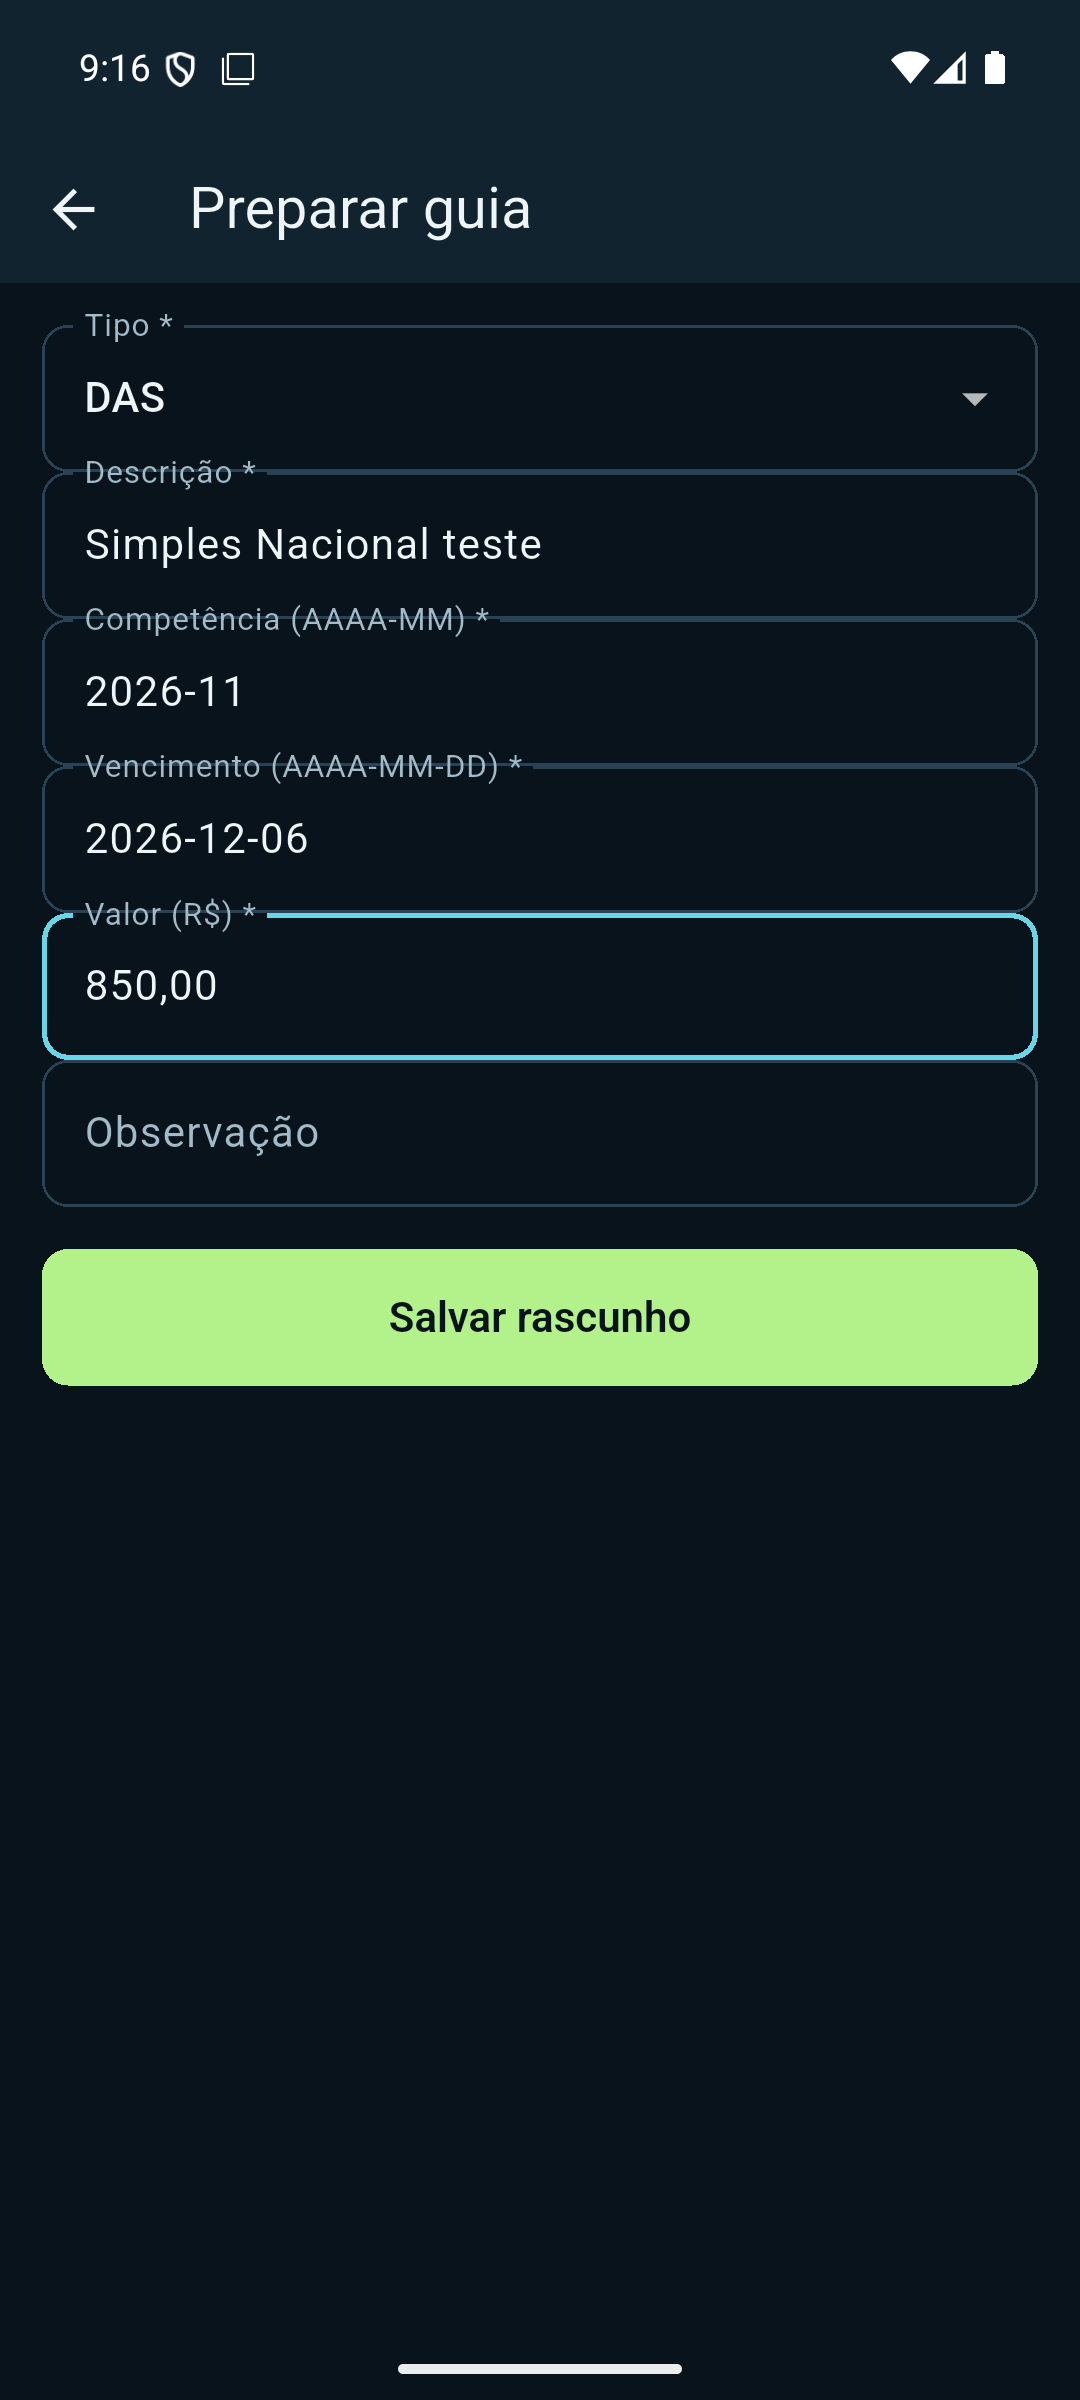 9:16
Preparar guia
Tipo *
DAS
Descrição *
Simples Nacional teste
Competência (AAAA-MM) *
2026-11
Vencimento (AAAA-MM-DD) *
2026-12-06
Valor (R$) *
850,00
Observação
Salvar rascunho